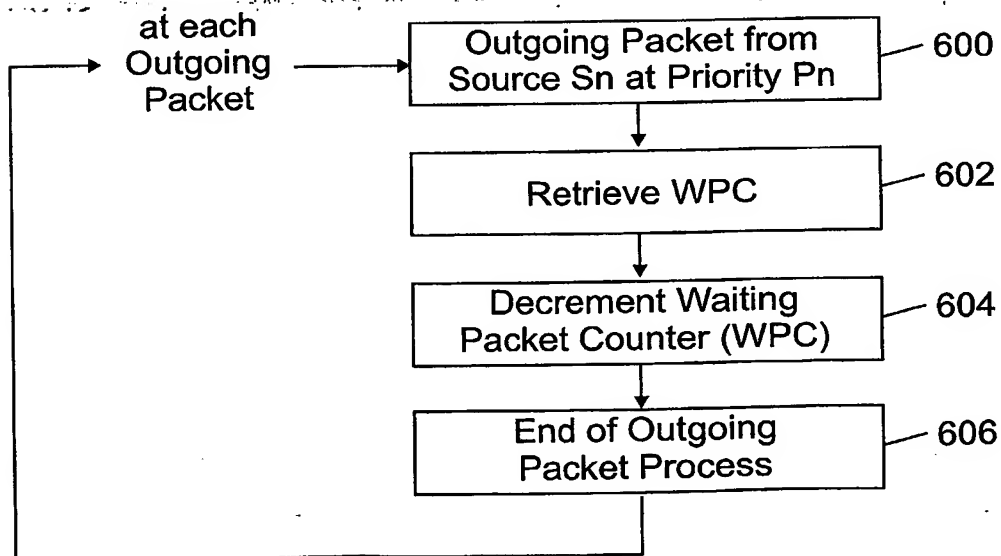 at each
Outgoing
Packet
Outgoing Packet from
Source Sn at Priority Pn
600
Retrieve WPC
602
Decrement Waiting
Packet Counter (WPC)
604
End of Outgoing
Packet Process
606